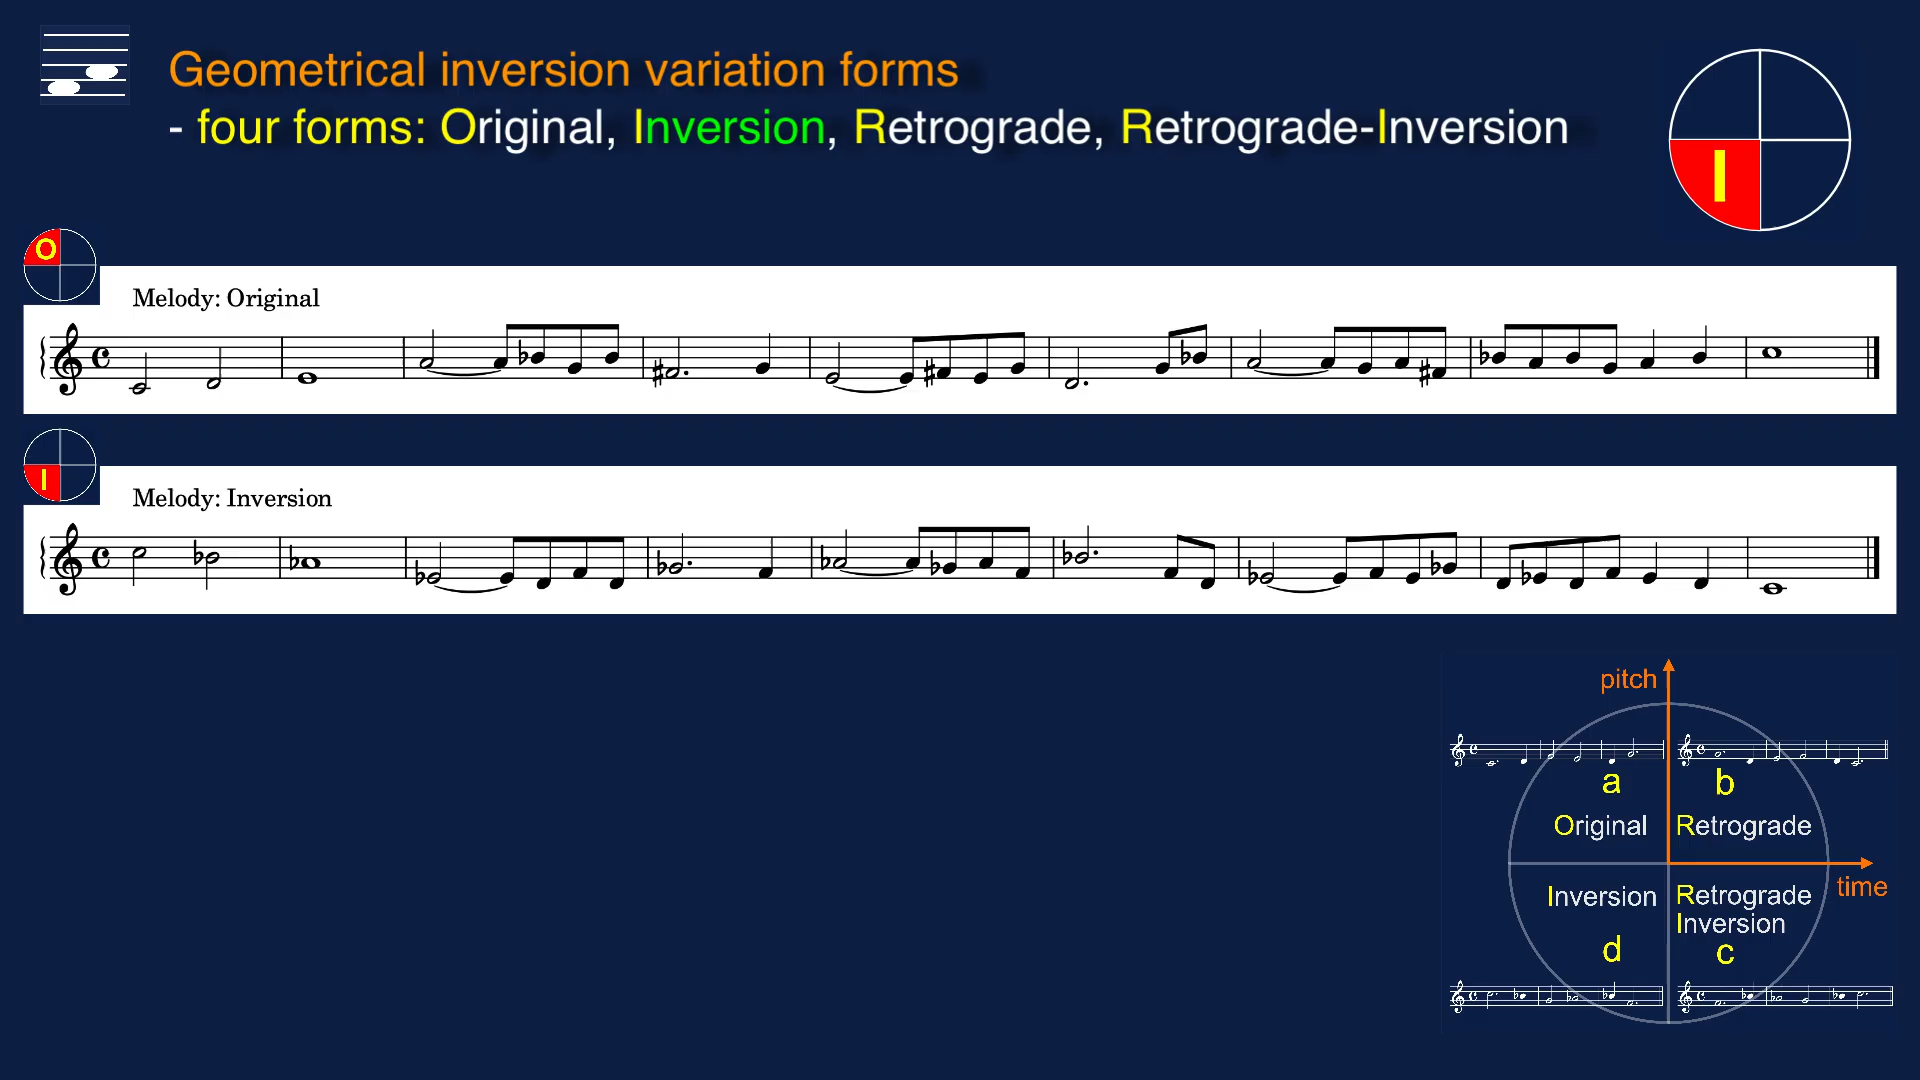 Geometrical inversion variation forms
- four forms: Original, Inversion, Retrograde, Retrograde-Inversion
I
O
Melody: Original
I
Melody: Inversion
pitch
a
b
Original
Retrograde
time
Inversion
Retrograde
Inversion
d
c